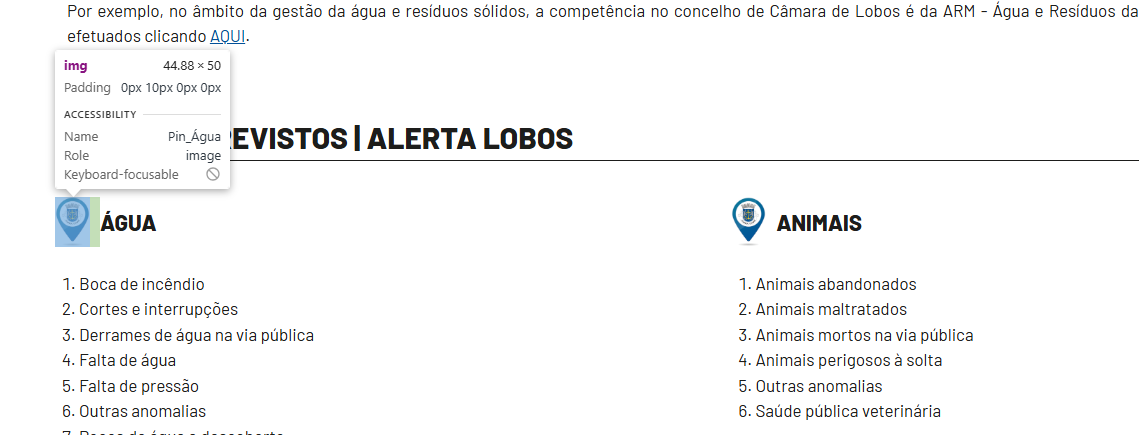 Por exemplo, no âmbito da gestão da água e resíduos sólidos, a competência no concelho de Câmara de Lobos é da ARM - Água e Resíduos da
efetuados clicando AQUI.
img 44.88 × 50
Padding 0px 10px 0px 0px
ACCESSIBILITY
Name Pin_Água
Role image
Keyboard-focusable
REVISTOS | ALERTA LOBOS
ÁGUA
1. Boca de incêndio
2. Cortes e interrupções
3. Derrames de água na via pública
4. Falta de água
5. Falta de pressão
6. Outras anomalias
ANIMAIS
1. Animais abandonados
2. Animais maltratados
3. Animais mortos na via pública
4. Animais perigosos à solta
5. Outras anomalias
6. Saúde pública veterinária